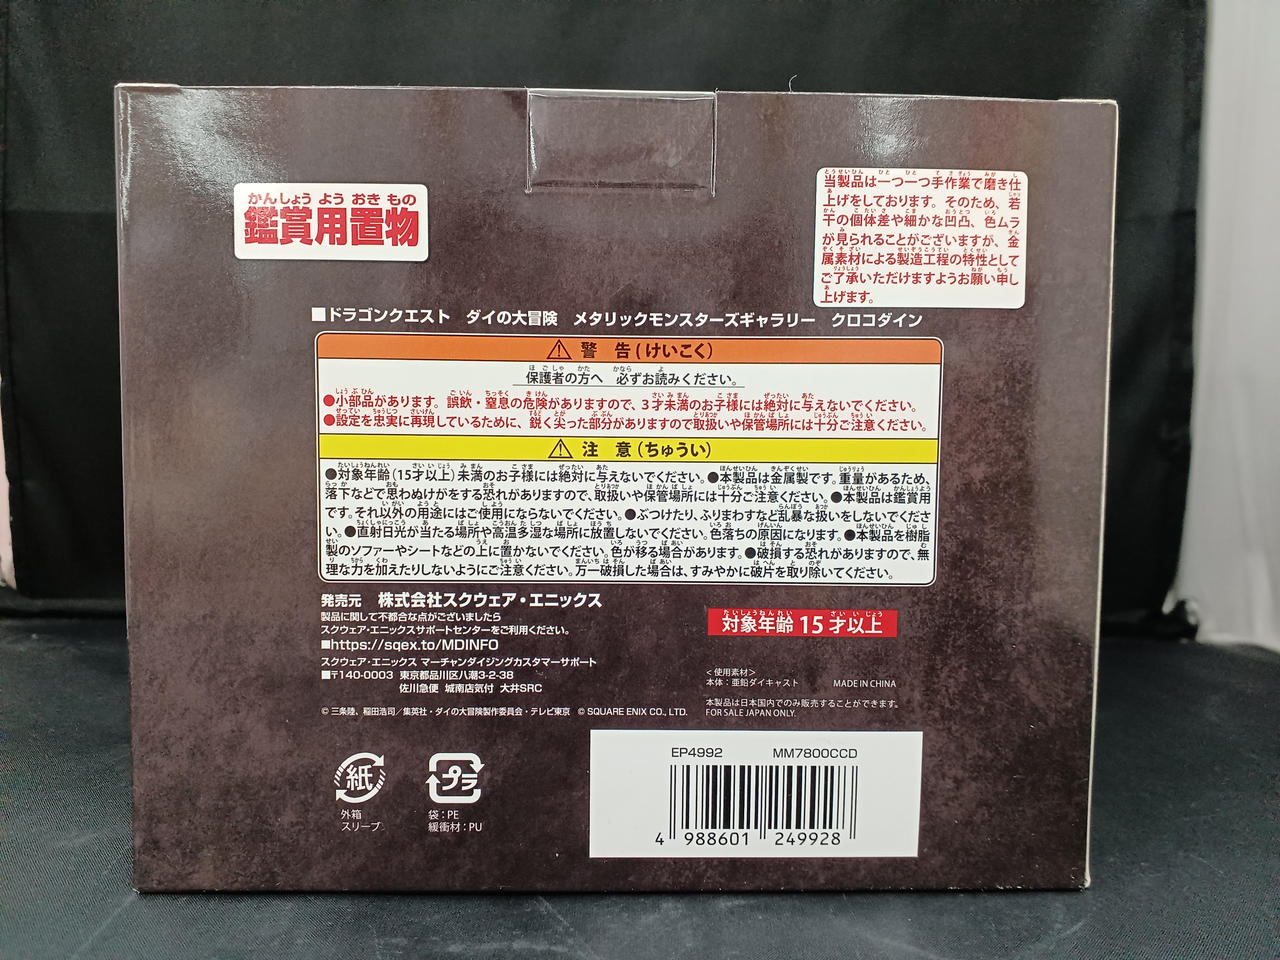 鑑賞用置物
当製品は一つ一つ手作業で磨き仕
上げをしております。そのため、若
干の個体差や細かな凹凸、色ムラ
が見られることがございますが、金
属素材による製造工程の特性として
ご了承いただけますようお願い申し
上げます。
■ドラゴンクエスト ダイの大冒険 メタリックモンスターズギャラリー クロコダイン
警 告(けいこく)
保護者の方へ 必ずお読みください。
●小部品があります。誤飲・窒息の危険がありますので、3才未満のお子様には絶対に与えないでください。
●設定を忠実に再現しているために、鋭く尖った部分がありますので取扱いや保管場所には十分ご注意ください。
注 意(ちゅうい)
●対象年齢(15才以上)未満のお子様には絶対に与えないでください。●本製品は金属製です。重量があるため、
落下などで思わぬけがをする恐れがありますので、取扱いや保管場所には十分ご注意ください。●本製品は鑑賞用
です。それ以外の用途にはご使用にならないでください。●ぶつけたり、ふりまわすなど乱暴な扱いをしないでくださ
い。●直射日光が当たる場所や高温多湿な場所に放置しないでください。色落ちの原因になります。●本製品を樹脂
製のソファーやシートなどの上に置かないでください。色が移る場合があります。●破損する恐れがありますので、無
理な力を加えたりしないようにご注意ください。万一破損した場合は、すみやかに破片を取り除いてください。
発売元 株式会社スクウェア・エニックス
製品に関して不都合な点がございましたら
スクウェア・エニックスサポートセンターをご利用ください。
■https://sqex.to/MDINFO
スクウェア・エニックス マーチャンダイジングカスタマーサポート
■〒140-0003 東京都品川区八潮3-2-38
佐川急便 城南店気付 大井SRC
対象年齢 15才以上
<使用素材>
本体:亜鉛ダイキャスト MADE IN CHINA
本製品は日本国内でのみ販売することができます。
FOR SALE JAPAN ONLY.
© 三条陸、稲田浩司/集英社・ダイの大冒険製作委員会・テレビ東京 © SQUARE ENIX CO., LTD.
紙
外箱
スリーブ
プラ
袋:PE
緩衝材:PU
EP4992 MM7800CCD
4 988601 249928